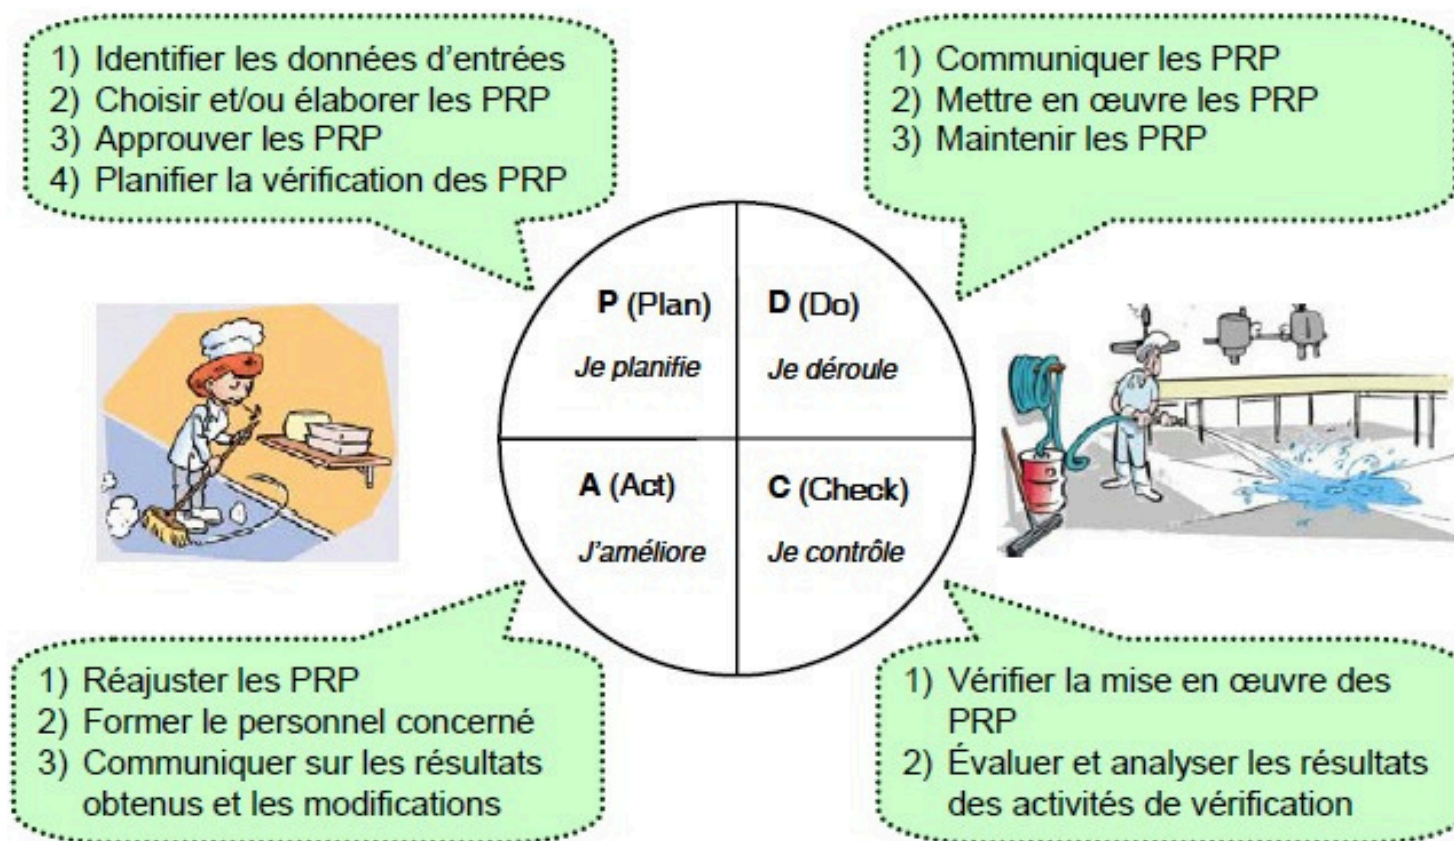 1) Identifier les données d'entrées
2) Choisir et/ou élaborer les PRP
3) Approuver les PRP
4) Planifier la vérification des PRP
1) Communiquer les PRP
2) Mettre en œuvre les PRP
3) Maintenir les PRP
P (Plan)
Je planifie
D (Do)
Je déroule
A (Act)
J'améliore
C (Check)
Je contrôle
1) Réajuster les PRP
2) Former le personnel concerné
3) Communiquer sur les résultats
obtenus et les modifications
1) Vérifier la mise en œuvre des
PRP
2) Évaluer et analyser les résultats
des activités de vérification